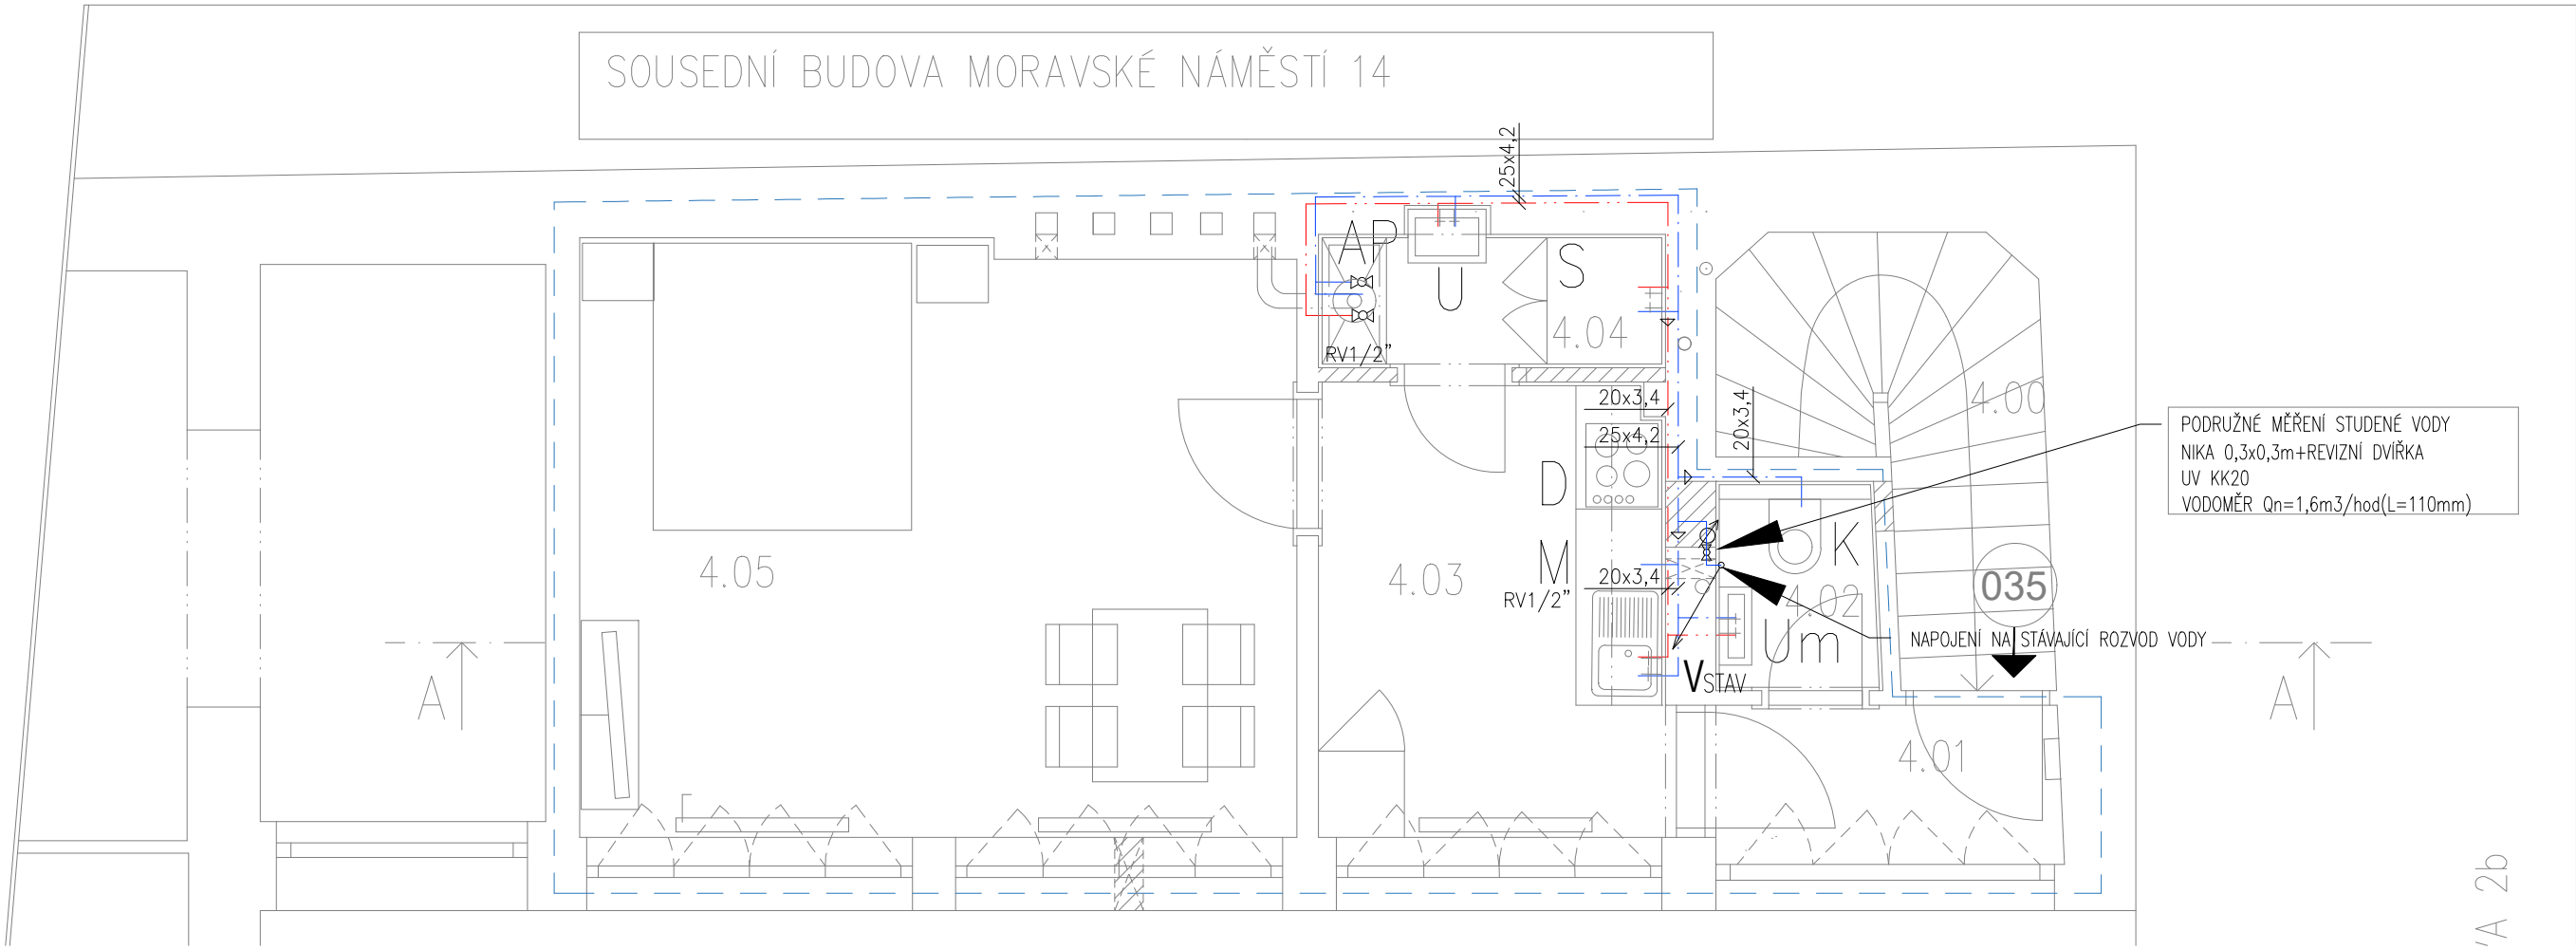 SOUSEDNÍ BUDOVA MORAVSKÉ NÁMĚSTÍ 14
25x4,2
AP
U
S
4.04
RV1/2"
20x3,4
25x4,2
20x3,4
4.00
PODRUŽNÉ MĚŘENÍ STUDENÉ VODY
NIKA 0,3x0,3m+REVIZNÍ DVÍŘKA
UV KK20
VODOMĚR Qn=1,6m3/hod(L=110mm)
D
K
M
4.05
4.03
20x3,4
RV1/2"
4.02
035
Um
NAPOJENÍ NA STÁVAJÍCÍ ROZVOD VODY
VSTAV
A
A
4.01
VA 2b